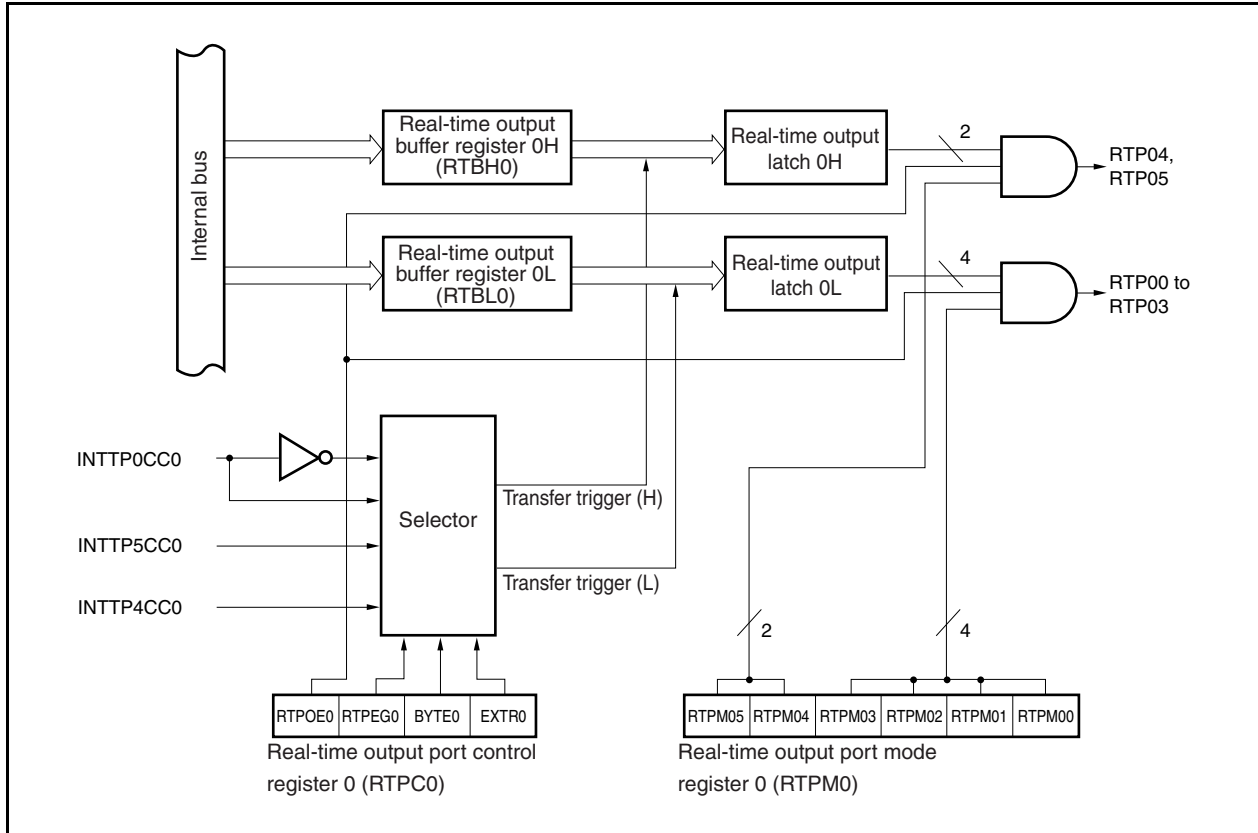 Internal bus
Real-time output
buffer register 0H
(RTBH0)
Real-time output
latch 0H
2
RTP04,
RTP05
Real-time output
buffer register 0L
(RTBL0)
Real-time output
latch 0L
4
RTP00 to
RTP03
INTTP0CC0
INTTP5CC0
INTTP4CC0
Selector
Transfer trigger (H)
Transfer trigger (L)
2
4
RTPOE0 RTPEG0 BYTE0 EXTR0
Real-time output port control
register 0 (RTPC0)
RTPM05 RTPM04 RTPM03 RTPM02 RTPM01 RTPM00
Real-time output port mode
register 0 (RTPM0)